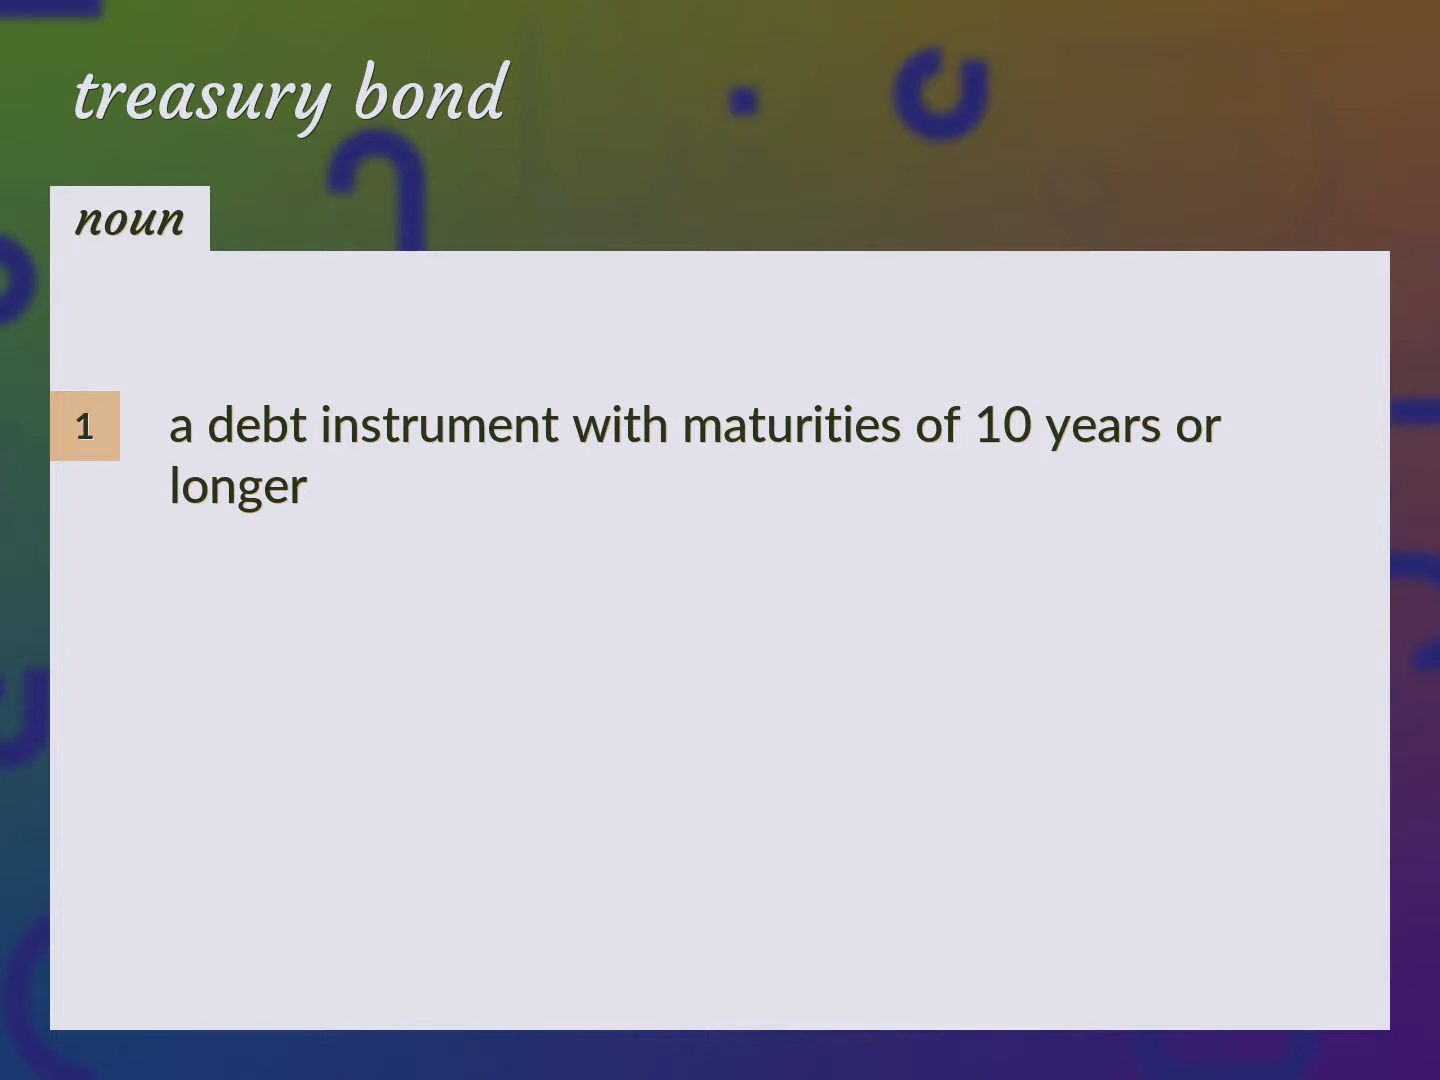 treasury bond
noun
1
a debt instrument with maturities of 10 years or
longer